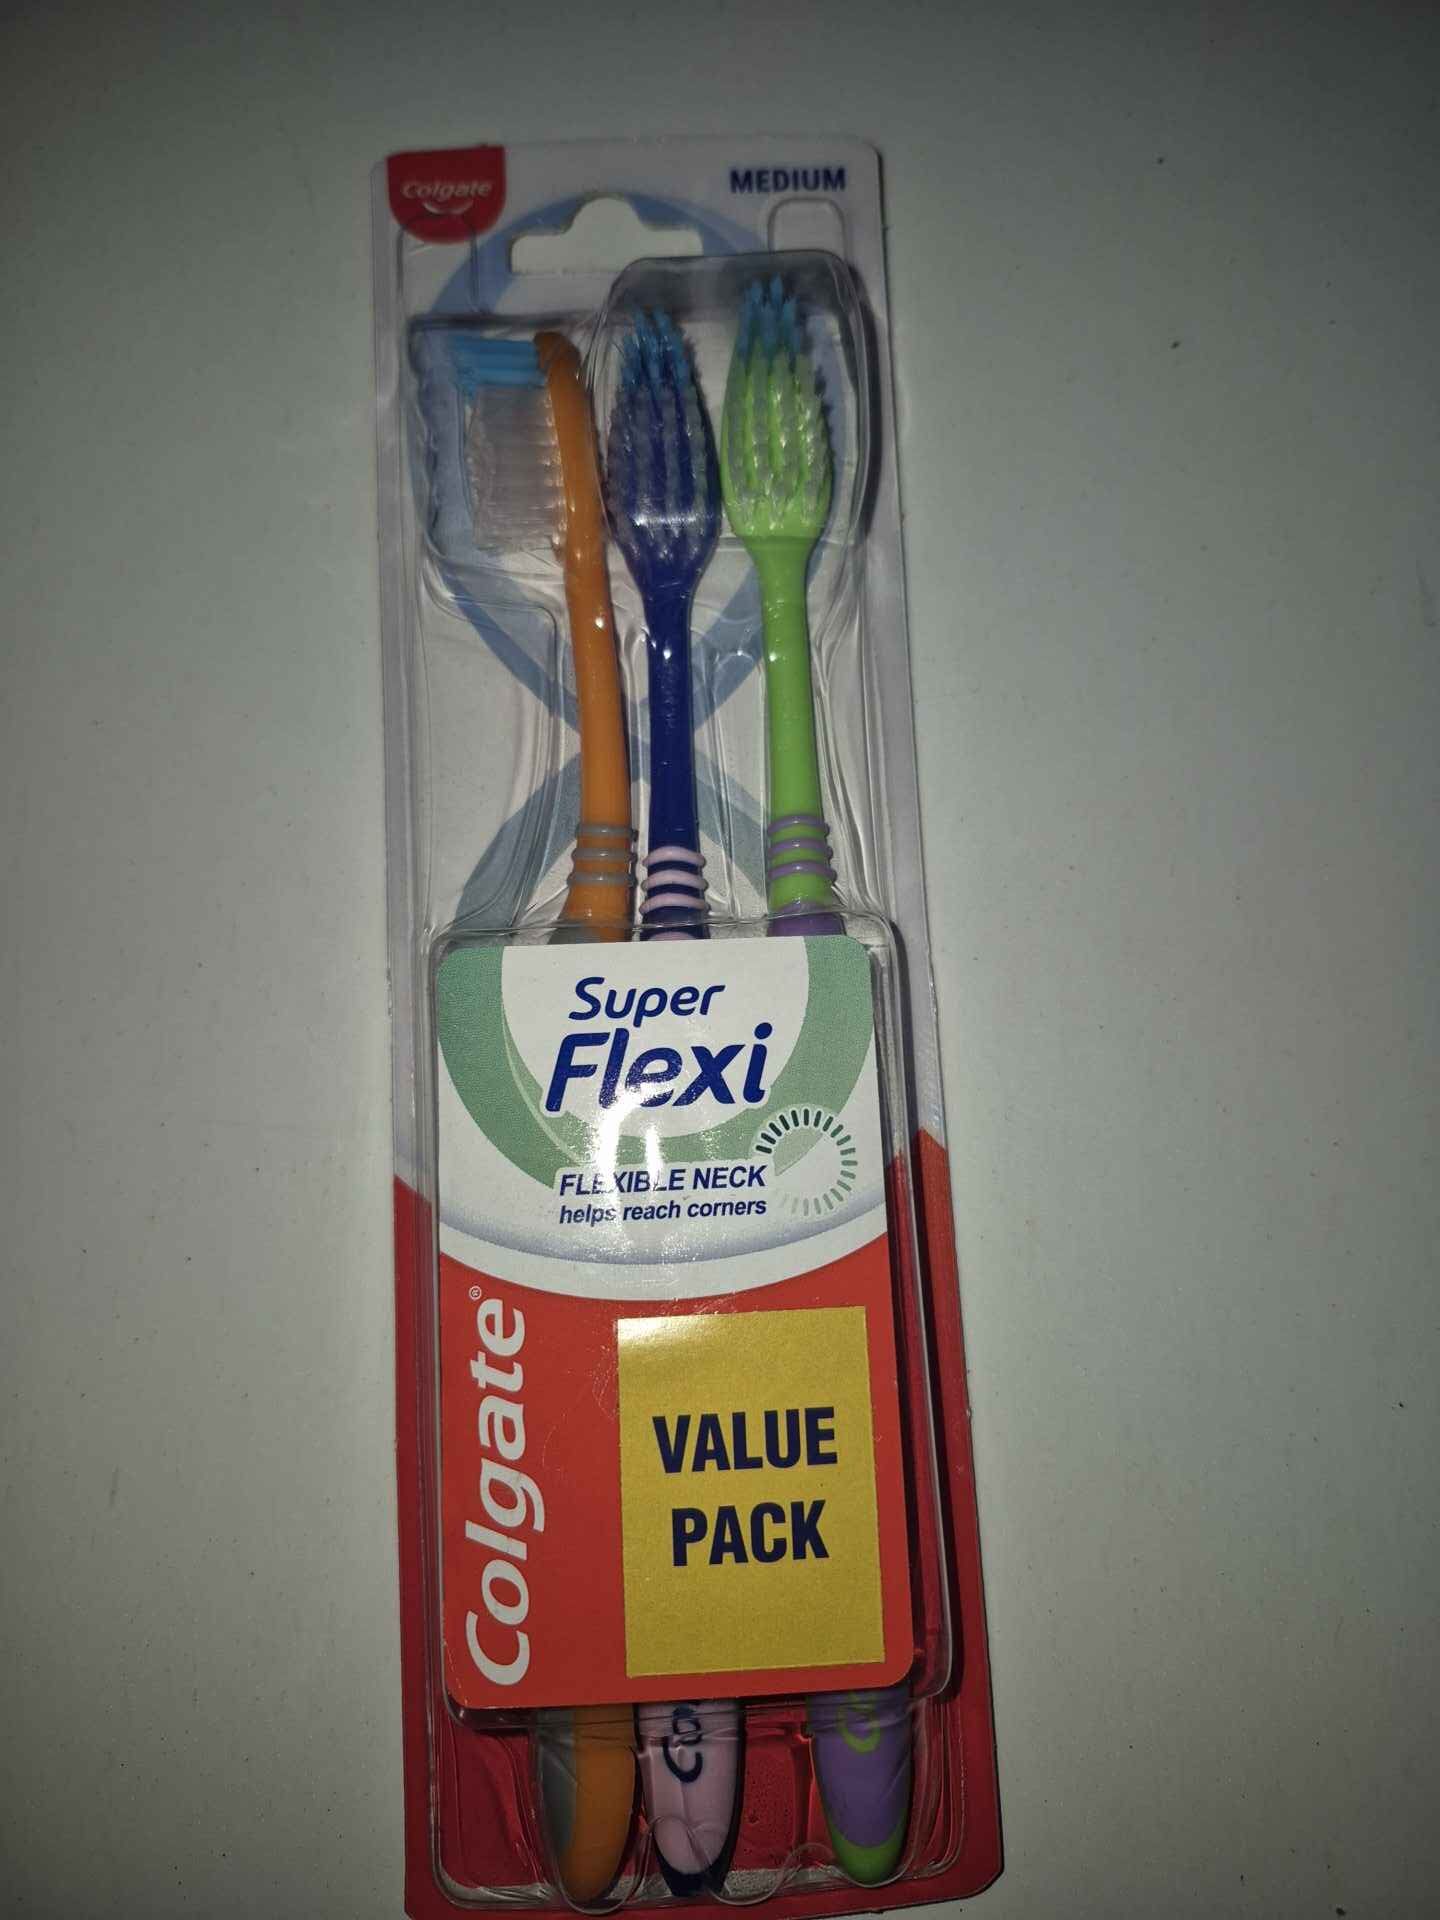 Colgate
MEDIUM
Super
Flexi
FLEXIBLE NECK
helps reach corners
Colgate®
VALUE
PACK